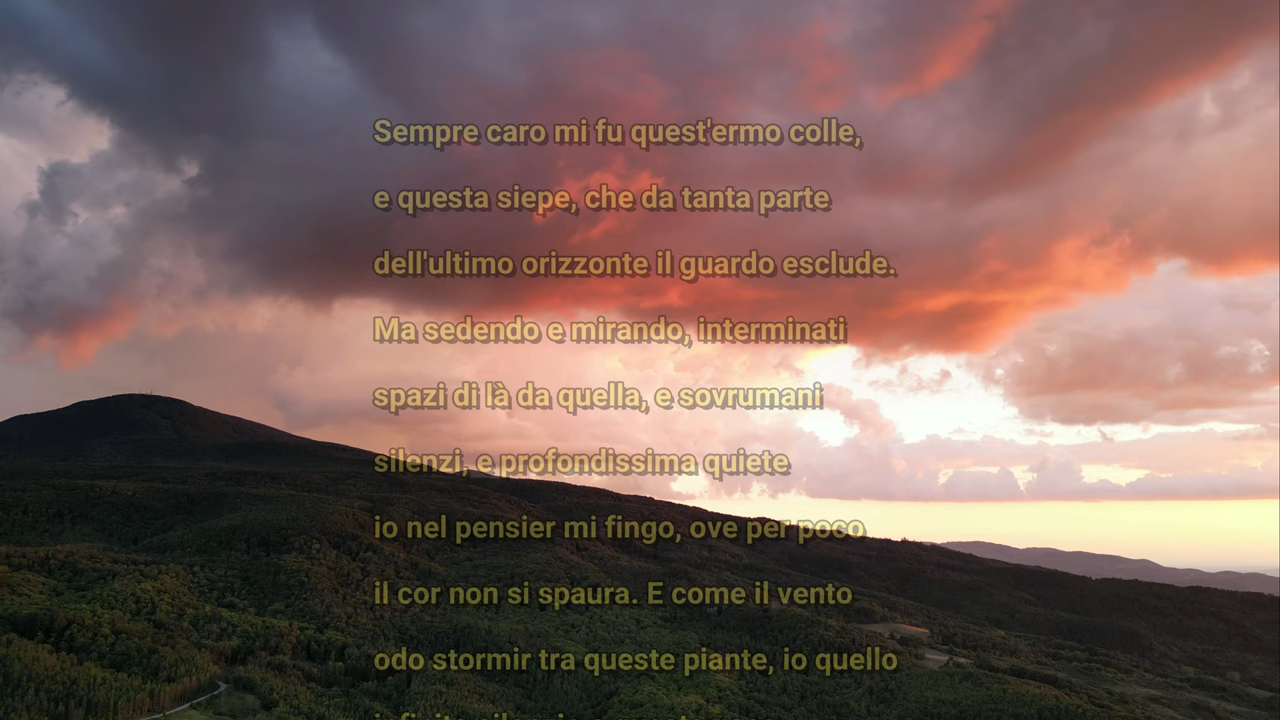 Sempre caro mi fu quest'ermo colle,
e questa siepe, che da tanta parte
dell'ultimo orizzonte il guardo esclude.
Ma sedendo e mirando, interminati
spazi di là da quella, e sovrumani
silenzi, e profondissima quiete
io nel pensier mi fingo, ove per poco
il cor non si spaura. E come il vento
odo stormir tra queste piante, io quello